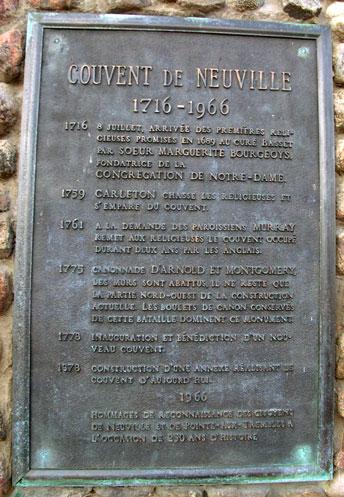 COUVENT DE NEUVILLE
1716-1966
1716 8 JUILLET, ARRIVÉE DES PREMIÈRES RELI-
GIEUSES PROMISES EN 1689 AU CURÉ BASSET
PAR SOEUR MARGUERITE BOURGEOYS,
FONDATRICE DE LA
CONGRÉGATION DE NOTRE-DAME.
1759 CARLETON CHASSE LES RELIGIEUSES ET
S'EMPARE DU COUVENT.
1761 A LA DEMANDE DES PAROISSIENS MURRAY
REMET AUX RELIGIEUSES LE COUVENT OCCUPÉ
DURANT DEUX ANS PAR LES ANGLAIS.
1775 CANONNADE D'ARNOLD ET MONTGOMERY,
LES MURS SONT ABATTUS, IL NE RESTE QUE
LA PARTIE NORD-OUEST DE LA CONSTRUCTION
ACTUELLE. LES BOULETS DE CANON CONSERVÉS
DE CETTE BATAILLE DOMINENT CE MONUMENT.
1778 INAUGURATION ET BÉNÉDICTION D'UN NOU-
VEAU COUVENT.
1878 CONSTRUCTION D'UNE ANNEXE RÉALISANT LE
COUVENT D'AUJOURD'HUI.
1966
HOMMAGES DE RECONNAISSANCE DES CITOYENS
DE NEUVILLE ET DE POINTE-AUX-TREMBLES A
L'OCCASION DE 250 ANS D'HISTOIRE